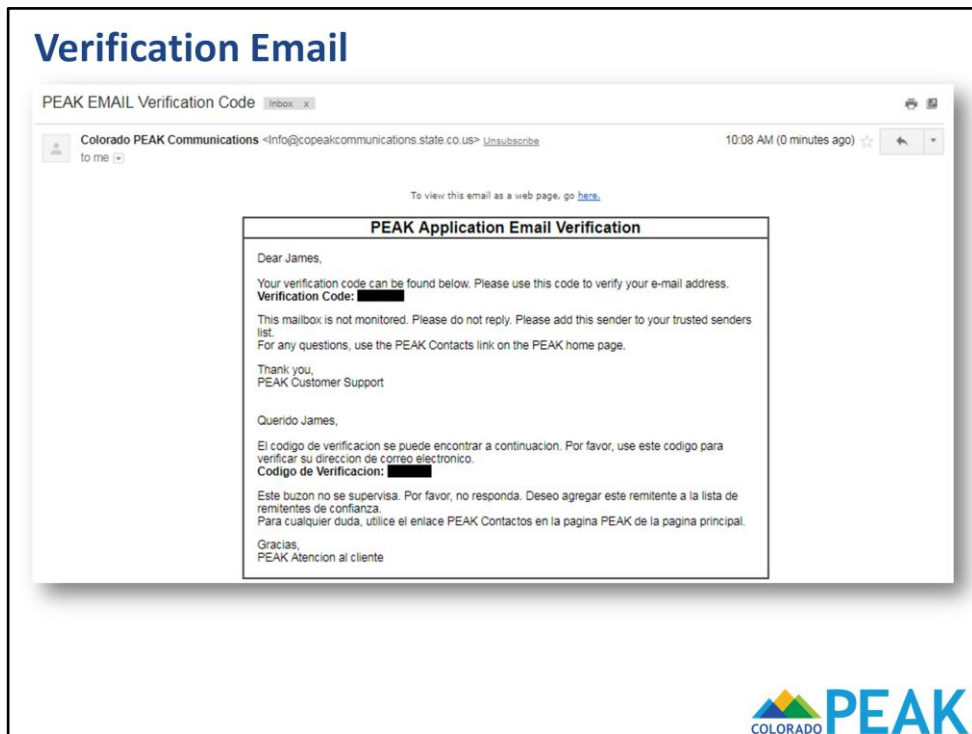 Verification Email
PEAK EMAIL Verification Code Inbox x
Colorado PEAK Communications <Info@copeakcommunications.state.co.us> Unsubscribe 10:08 AM (0 minutes ago)
to me
To view this email as a web page, go here.
PEAK Application Email Verification
Dear James,
Your verification code can be found below. Please use this code to verify your e-mail address.
Verification Code:
This mailbox is not monitored. Please do not reply. Please add this sender to your trusted senders
list.
For any questions, use the PEAK Contacts link on the PEAK home page.
Thank you,
PEAK Customer Support
Querido James,
El codigo de verificacion se puede encontrar a continuacion. Por favor, use este codigo para
verificar su direccion de correo electronico.
Codigo de Verificacion:
Este buzon no se supervisa. Por favor, no responda. Deseo agregar este remitente a la lista de
remitentes de confianza.
Para cualquier duda, utilice el enlace PEAK Contactos en la pagina PEAK de la pagina principal.
Gracias,
PEAK Atencion al cliente
COLORADO PEAK